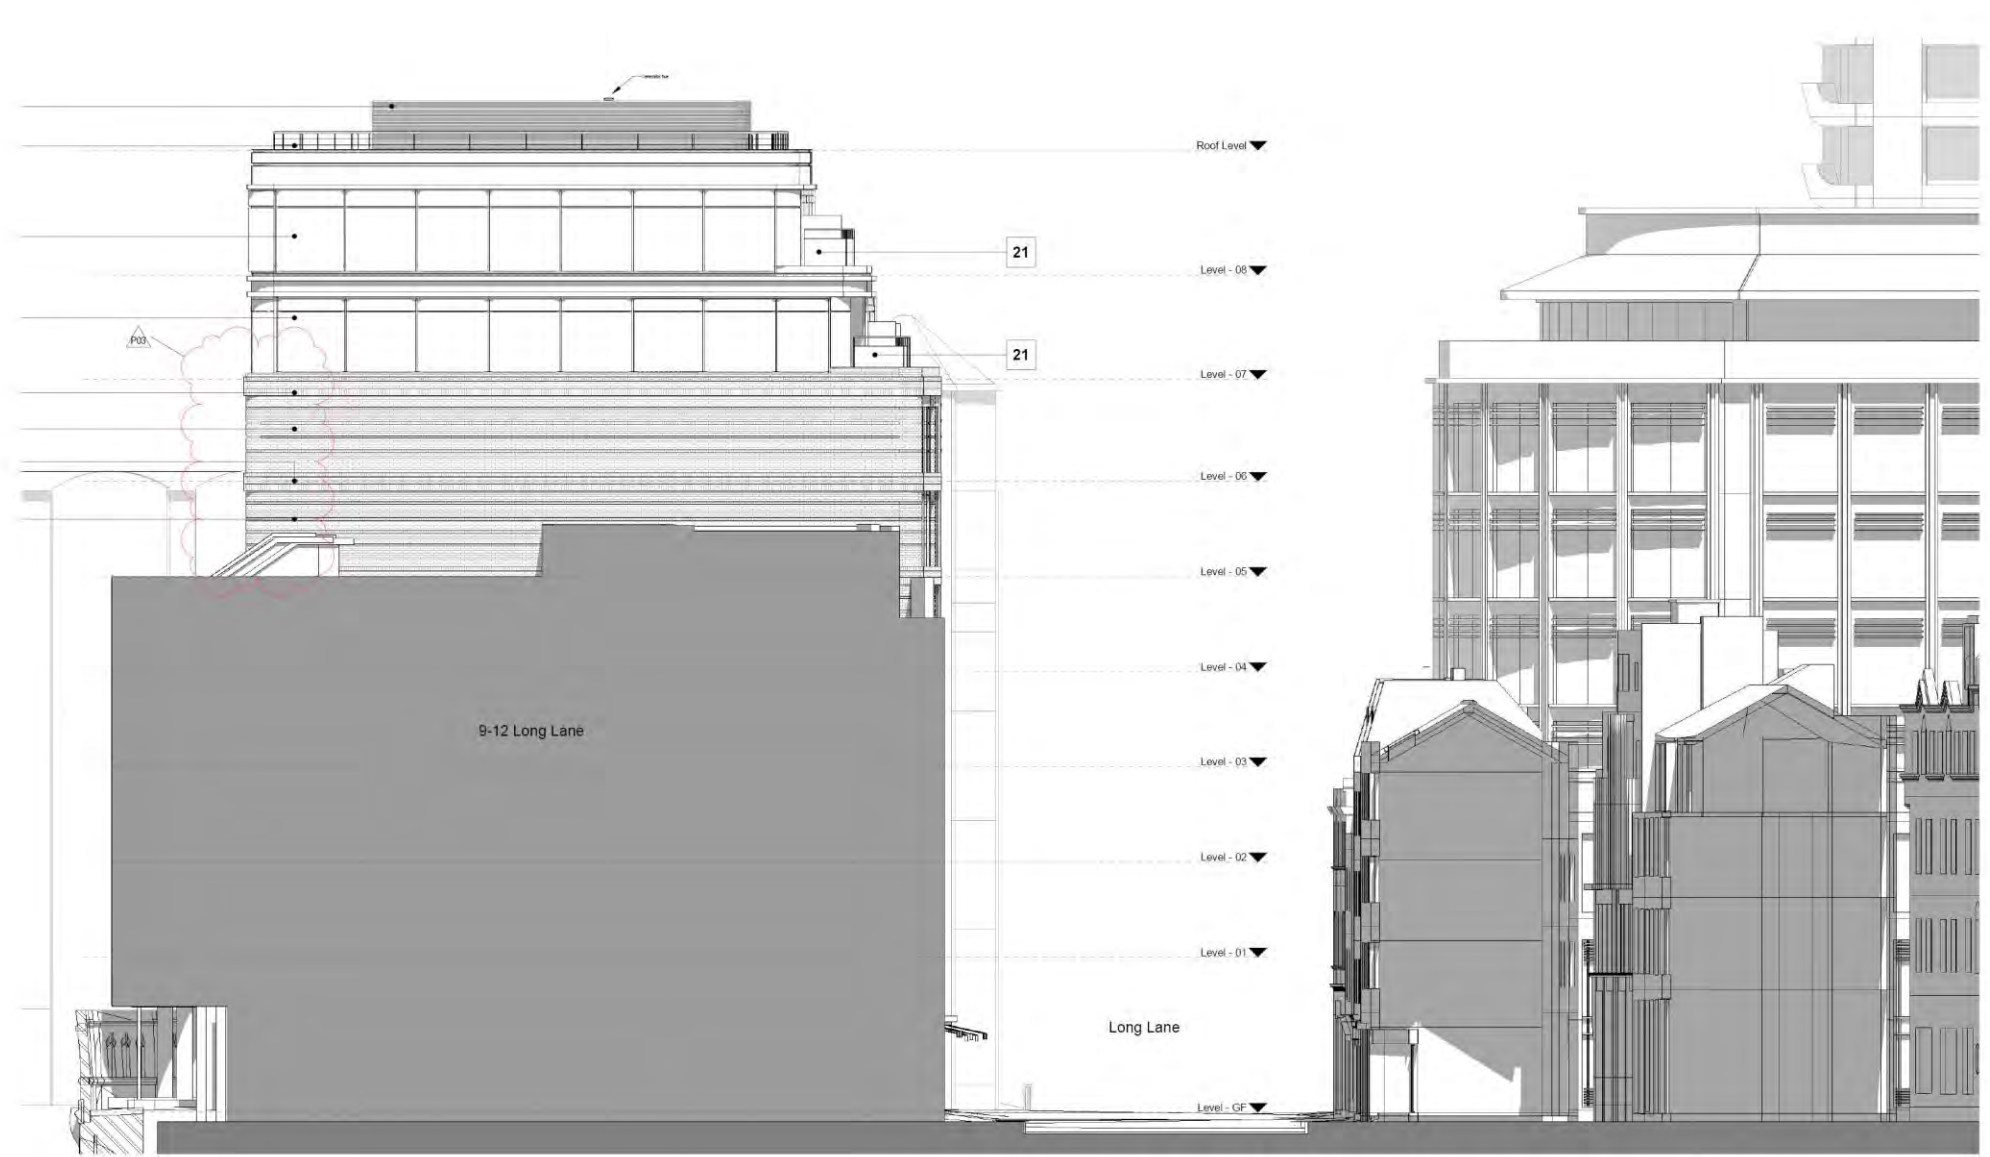 Roof Level
21
Level - 08
P03
21
Level - 07
Level - 06
Level - 05
Level - 04
9-12 Long Lane
Level - 03
Level - 02
Level - 01
Long Lane
Level - GF